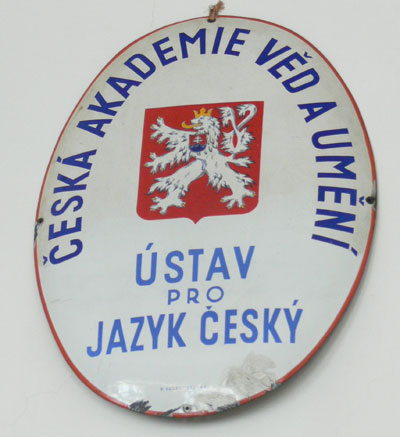 ČESKÁ AKADEMIE VĚD A UMĚNÍ
ÚSTAV
PRO
JAZYK ČESKÝ